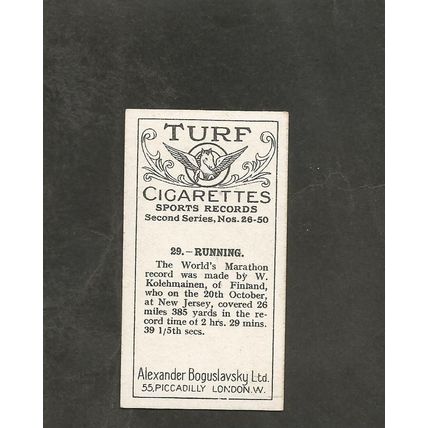 TURF
CIGARETTES
SPORTS RECORDS
Second Series, Nos. 26-50
29.—RUNNING.
The World's Marathon
record was made by W.
Kolehmainen, of Finland,
who on the 20th October,
at New Jersey, covered 26
miles 385 yards in the re-
cord time of 2 hrs. 29 mins.
39 1/5th secs.
Alexander Boguslavsky Ltd.
55, PICCADILLY LONDON.W.